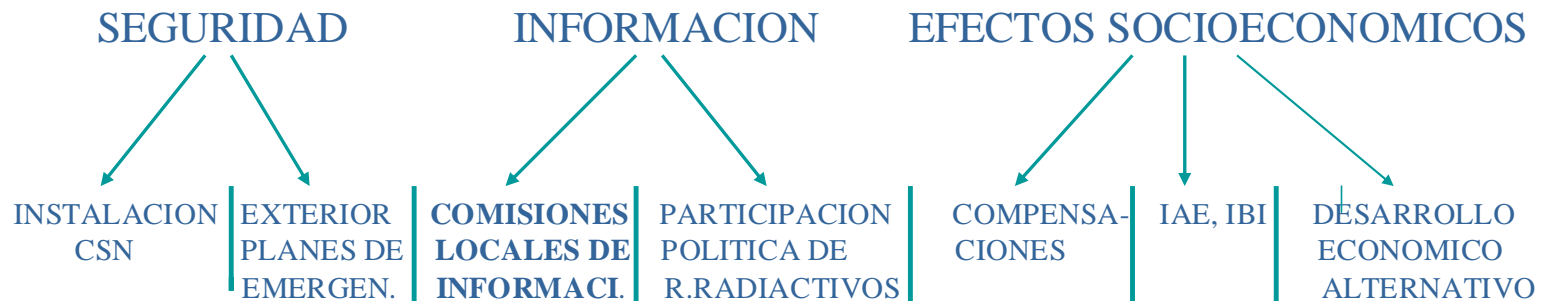 SEGURIDAD
INFORMACION
EFECTOS SOCIOECONOMICOS
INSTALACION
CSN
EXTERIOR
PLANES DE
EMERGEN.
COMISIONES
LOCALES DE
INFORMACI.
PARTICIPACION
POLITICA DE
R.RADIACTIVOS
COMPENSA-
CIONES
IAE, IBI
DESARROLLO
ECONOMICO
ALTERNATIVO